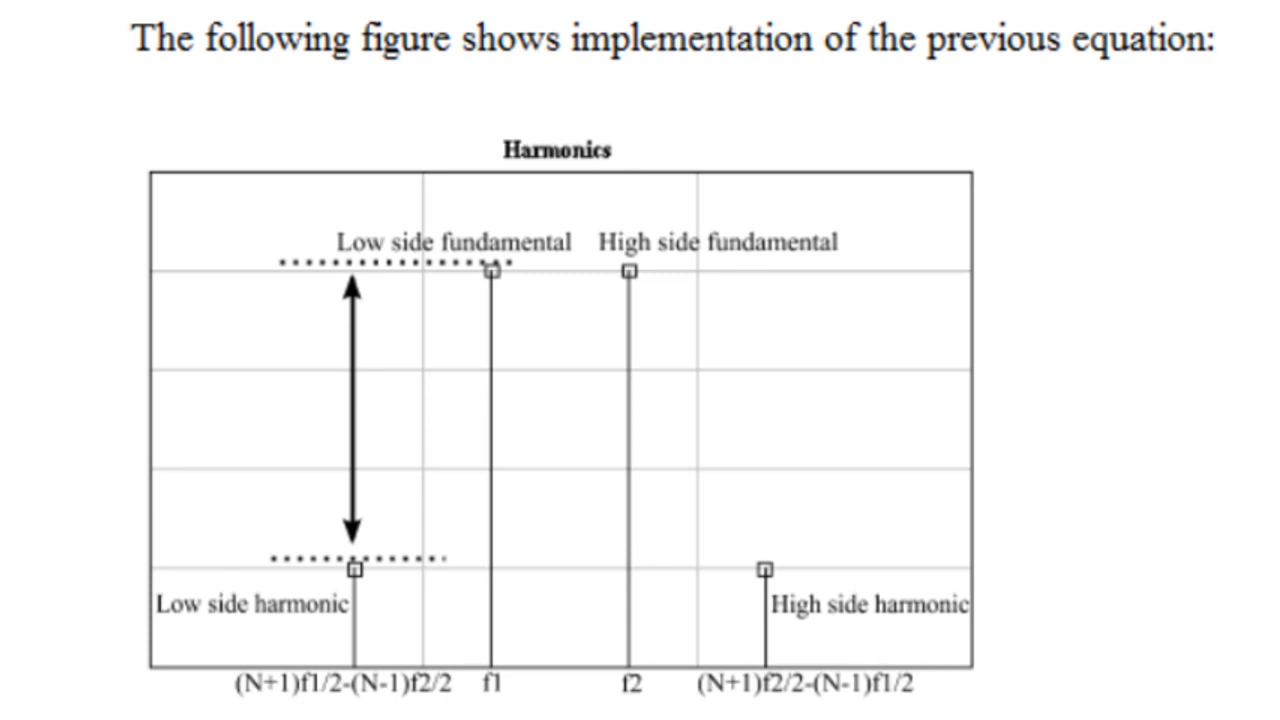 The following figure shows implementation of the previous equation:
Harmonics
Low side fundamental High side fundamental
Low side harmonic High side harmonic
(N+1)f1/2-(N-1)f2/2 f1 f2 (N+1)f2/2-(N-1)f1/2